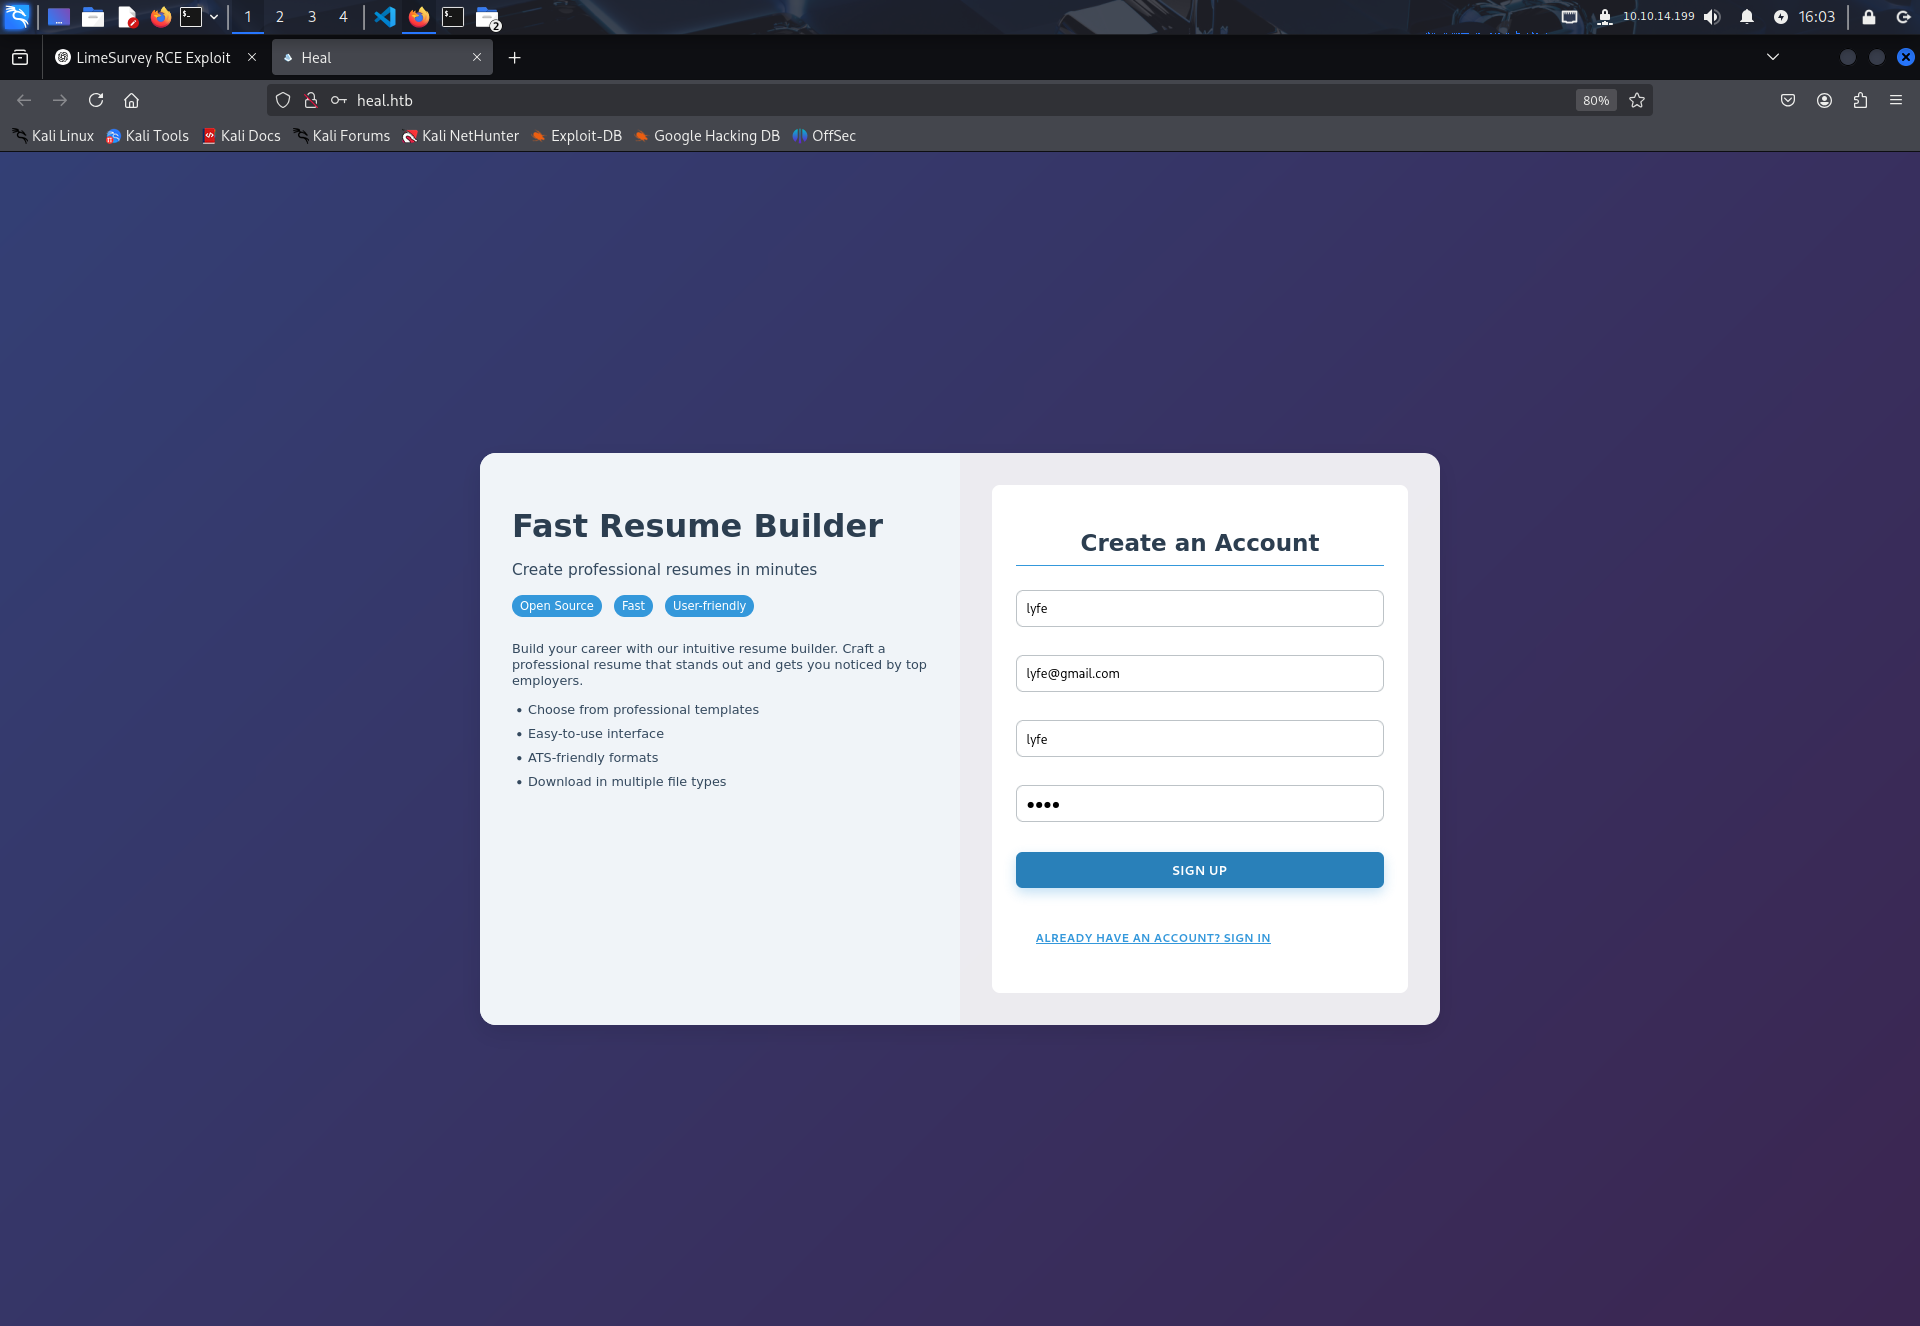 1 2 3 4 2 10.10.14.199 16:03
LimeSurvey RCE Exploit Heal
heal.htb 80%
Kali Linux Kali Tools Kali Docs Kali Forums Kali NetHunter Exploit-DB Google Hacking DB OffSec
Fast Resume Builder
Create professional resumes in minutes
Open Source Fast User-friendly
Build your career with our intuitive resume builder. Craft a
professional resume that stands out and gets you noticed by top
employers.
• Choose from professional templates
• Easy-to-use interface
• ATS-friendly formats
• Download in multiple file types
Create an Account
lyfe
lyfe@gmail.com
lyfe
••••
SIGN UP
ALREADY HAVE AN ACCOUNT? SIGN IN